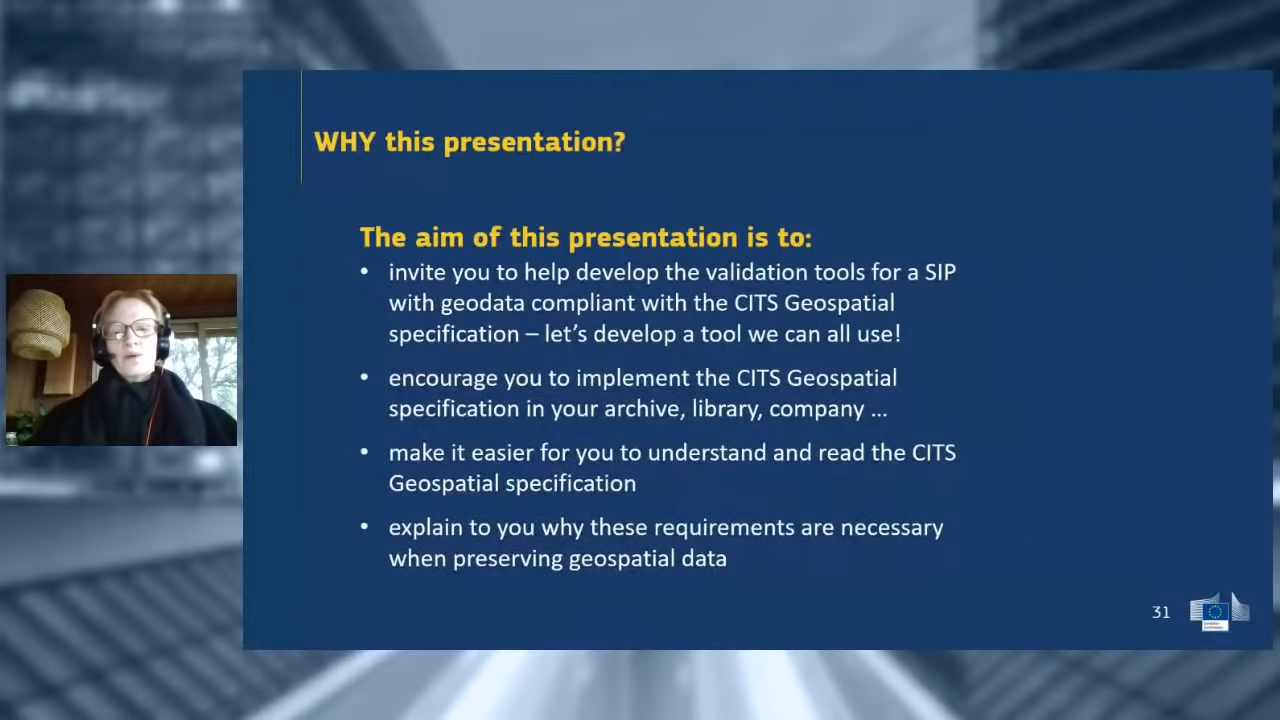 WHY this presentation?
The aim of this presentation is to:
• invite you to help develop the validation tools for a SIP
with geodata compliant with the CITS Geospatial
specification – let's develop a tool we can all use!
• encourage you to implement the CITS Geospatial
specification in your archive, library, company ...
• make it easier for you to understand and read the CITS
Geospatial specification
• explain to you why these requirements are necessary
when preserving geospatial data
31